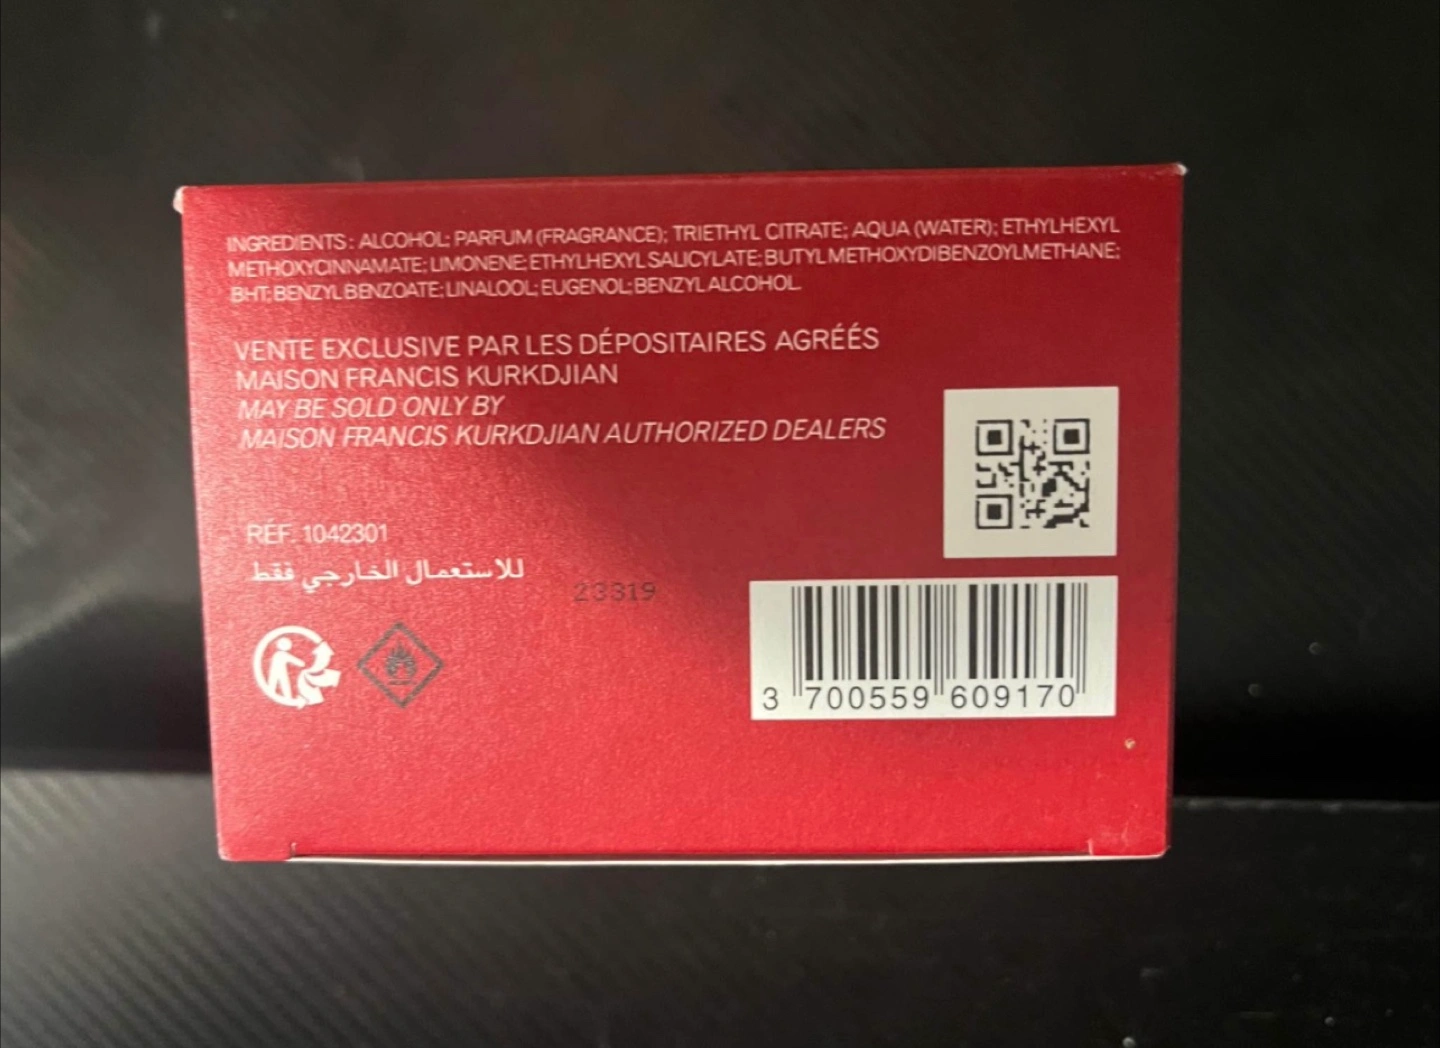 INGREDIENTS : ALCOHOL; PARFUM (FRAGRANCE); TRIETHYL CITRATE; AQUA (WATER); ETHYLHEXYL
METHOXYCINNAMATE; LIMONENE; ETHYLHEXYL SALICYLATE; BUTYL METHOXYDIBENZOYLMETHANE;
BHT; BENZYL BENZOATE; LINALOOL; EUGENOL; BENZYL ALCOHOL.
VENTE EXCLUSIVE PAR LES DÉPOSITAIRES AGRÉÉS
MAISON FRANCIS KURKDJIAN
MAY BE SOLD ONLY BY
MAISON FRANCIS KURKDJIAN AUTHORIZED DEALERS
RÉF. 1042301
للاستعمال الخارجي فقط
23319
3 700559 609170